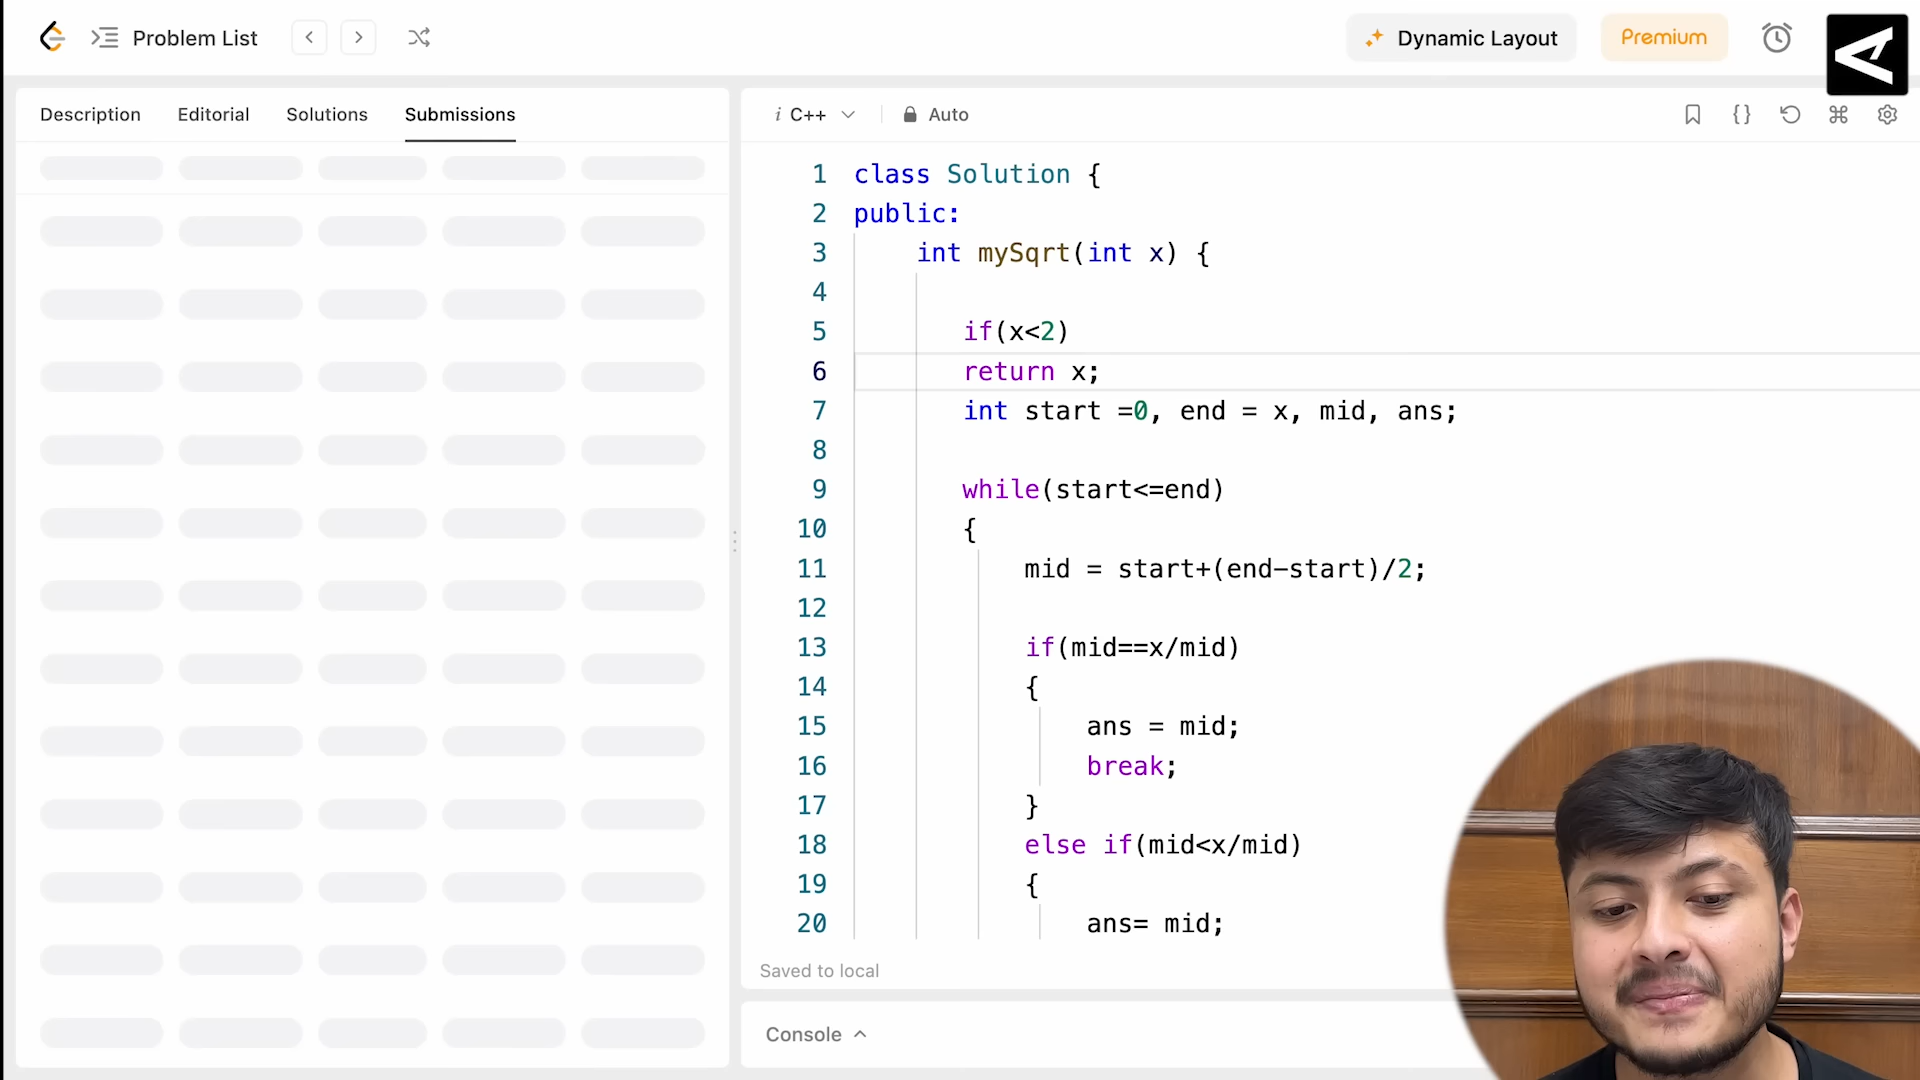 Problem List
Dynamic Layout
Premium
Description Editorial Solutions Submissions
i C++ Auto
1 class Solution {
2 public:
3 int mySqrt(int x) {
4
5 if(x<2)
6 return x;
7 int start =0, end = x, mid, ans;
8
9 while(start<=end)
10 {
11 mid = start+(end-start)/2;
12
13 if(mid==x/mid)
14 {
15 ans = mid;
16 break;
17 }
18 else if(mid<x/mid)
19 {
20 ans= mid;
Saved to local
Console